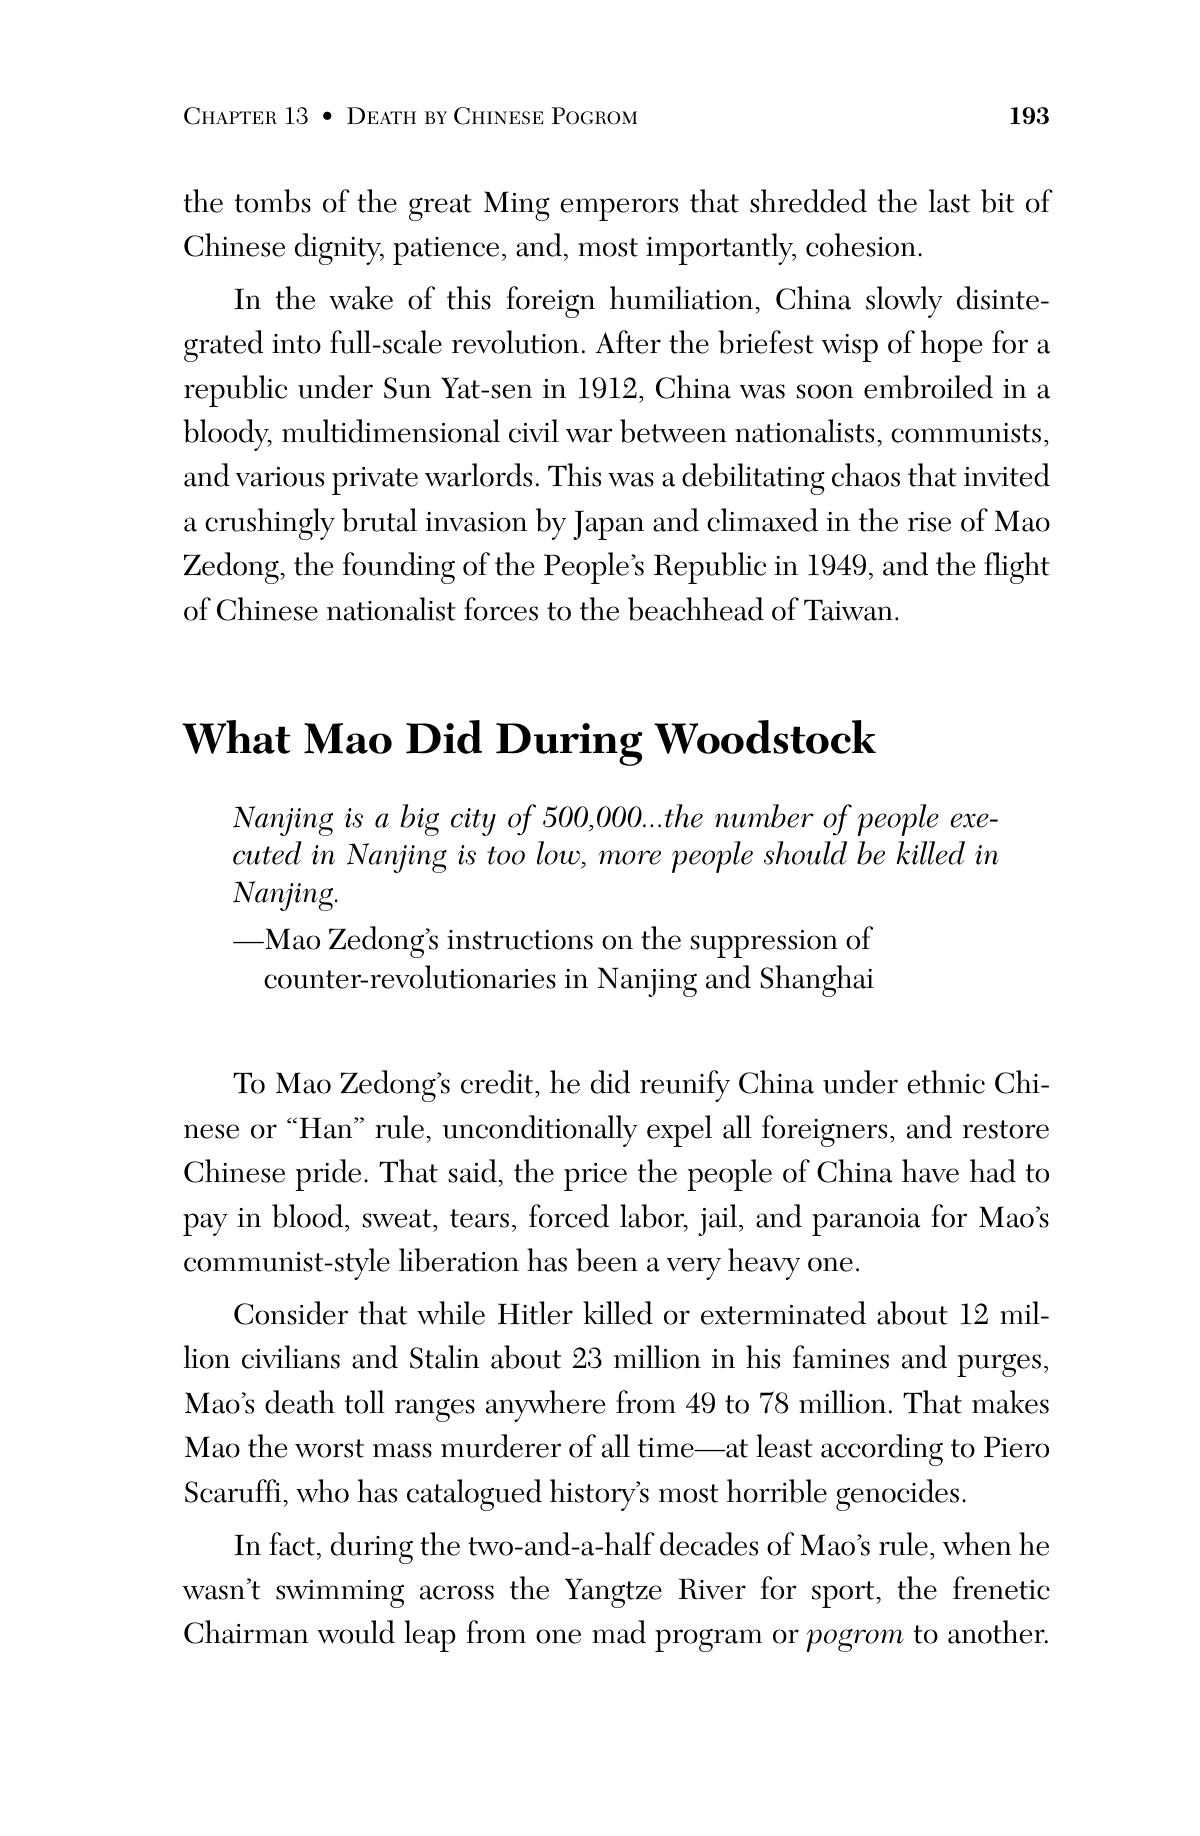 Chapter 13 • Death by Chinese Pogrom 193
the tombs of the great Ming emperors that shredded the last bit of
Chinese dignity, patience, and, most importantly, cohesion.
In the wake of this foreign humiliation, China slowly disinte-
grated into full-scale revolution. After the briefest wisp of hope for a
republic under Sun Yat-sen in 1912, China was soon embroiled in a
bloody, multidimensional civil war between nationalists, communists,
and various private warlords. This was a debilitating chaos that invited
a crushingly brutal invasion by Japan and climaxed in the rise of Mao
Zedong, the founding of the People’s Republic in 1949, and the flight
of Chinese nationalist forces to the beachhead of Taiwan.
What Mao Did During Woodstock
Nanjing is a big city of 500,000...the number of people exe-
cuted in Nanjing is too low, more people should be killed in
Nanjing.
—Mao Zedong’s instructions on the suppression of
counter-revolutionaries in Nanjing and Shanghai
To Mao Zedong’s credit, he did reunify China under ethnic Chi-
nese or “Han” rule, unconditionally expel all foreigners, and restore
Chinese pride. That said, the price the people of China have had to
pay in blood, sweat, tears, forced labor, jail, and paranoia for Mao’s
communist-style liberation has been a very heavy one.
Consider that while Hitler killed or exterminated about 12 mil-
lion civilians and Stalin about 23 million in his famines and purges,
Mao’s death toll ranges anywhere from 49 to 78 million. That makes
Mao the worst mass murderer of all time—at least according to Piero
Scaruffi, who has catalogued history’s most horrible genocides.
In fact, during the two-and-a-half decades of Mao’s rule, when he
wasn’t swimming across the Yangtze River for sport, the frenetic
Chairman would leap from one mad program or pogrom to another.